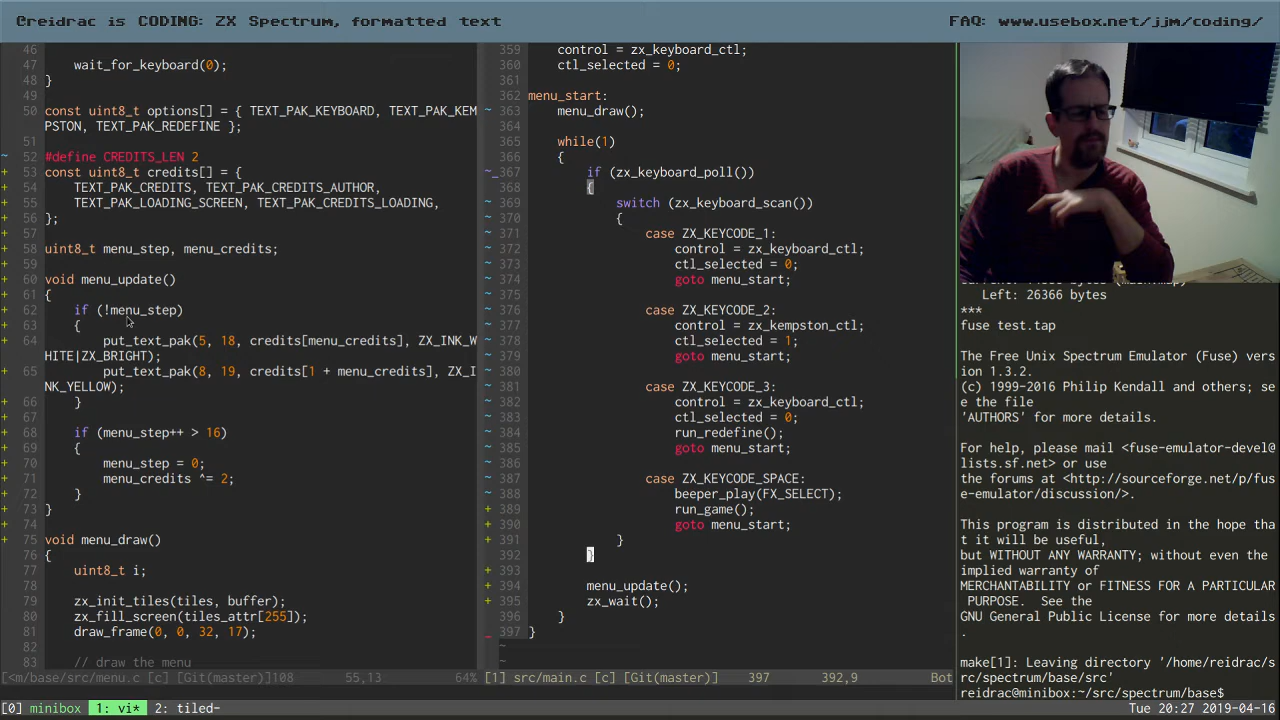 @reidrac is CODING: ZX Spectrum, formatted text
FAQ: www.usebox.net/jjm/coding/
46
47 wait_for_keyboard(0);
48 }
49
50 const uint8_t options[] = { TEXT_PAK_KEYBOARD, TEXT_PAK_KEM
PSTON, TEXT_PAK_REDEFINE };
51
~ 52 #define CREDITS_LEN 2
+ 53 const uint8_t credits[] = {
+ 54 TEXT_PAK_CREDITS, TEXT_PAK_CREDITS_AUTHOR,
+ 55 TEXT_PAK_LOADING_SCREEN, TEXT_PAK_CREDITS_LOADING,
+ 56 };
+ 57
+ 58 uint8_t menu_step, menu_credits;
+ 59
+ 60 void menu_update()
+ 61 {
+ 62 if (!menu_step)
+ 63 {
+ 64 put_text_pak(5, 18, credits[menu_credits], ZX_INK_W
HITE|ZX_BRIGHT);
+ 65 put_text_pak(8, 19, credits[1 + menu_credits], ZX_I
NK_YELLOW);
+ 66 }
+ 67
+ 68 if (menu_step++ > 16)
+ 69 {
+ 70 menu_step = 0;
+ 71 menu_credits ^= 2;
+ 72 }
+ 73 }
+ 74
+ 75 void menu_draw()
76 {
77 uint8_t i;
78
79 zx_init_tiles(tiles, buffer);
80 zx_fill_screen(tiles_attr[255]);
81 draw_frame(0, 0, 32, 17);
82
83 // draw the menu
[<m/base/src/menu.c [c] [Git(master)]108 55,13 64%
359 control = zx_keyboard_ctl;
360 ctl_selected = 0;
361
362 menu_start:
~ 363 menu_draw();
364
~ 365 while(1)
~ 366 {
~_367 if (zx_keyboard_poll())
~ 368 {
~ 369 switch (zx_keyboard_scan())
~ 370 {
~ 371 case ZX_KEYCODE_1:
~ 372 control = zx_keyboard_ctl;
~ 373 ctl_selected = 0;
~ 374 goto menu_start;
~ 375
~ 376 case ZX_KEYCODE_2:
~ 377 control = zx_kempston_ctl;
~ 378 ctl_selected = 1;
~ 379 goto menu_start;
~ 380
~ 381 case ZX_KEYCODE_3:
~ 382 control = zx_keyboard_ctl;
~ 383 ctl_selected = 0;
~ 384 run_redefine();
~ 385 goto menu_start;
~ 386
~ 387 case ZX_KEYCODE_SPACE:
~ 388 beeper_play(FX_SELECT);
+ 389 run_game();
+ 390 goto menu_start;
+ 391 }
+ 392 }
+ 393
+ 394 menu_update();
+ 395 zx_wait();
396 }
_ 397 }
~
~
[1] src/main.c [c] [Git(master)] 397 392,9 Bot
Left: 26366 bytes
***
fuse test.tap
The Free Unix Spectrum Emulator (Fuse) vers
ion 1.3.2.
(c) 1999-2016 Philip Kendall and others; se
e the file
'AUTHORS' for more details.
For help, please mail <fuse-emulator-devel@
lists.sf.net> or use
the forums at <http://sourceforge.net/p/fus
e-emulator/discussion/>.
This program is distributed in the hope tha
t it will be useful,
but WITHOUT ANY WARRANTY; without even the
implied warranty of
MERCHANTABILITY or FITNESS FOR A PARTICULAR
PURPOSE. See the
GNU General Public License for more details
.
make[1]: Leaving directory '/home/reidrac/s
rc/spectrum/base/src'
reidrac@minibox:~/src/spectrum/base$
[0] minibox 1: vi* 2: tiled-
Tue 20:27 2019-04-16